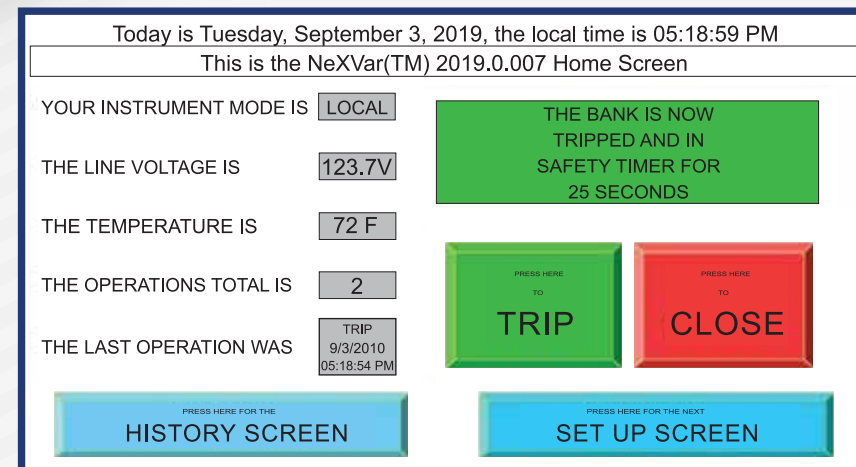 Today is Tuesday, September 3, 2019, the local time is 05:18:59 PM
This is the NeXVar(TM) 2019.0.007 Home Screen
YOUR INSTRUMENT MODE IS LOCAL
THE LINE VOLTAGE IS 123.7V
THE TEMPERATURE IS 72 F
THE OPERATIONS TOTAL IS 2
THE LAST OPERATION WAS
TRIP
9/3/2010
05:18:54 PM
THE BANK IS NOW
TRIPPED AND IN
SAFETY TIMER FOR
25 SECONDS
PRESS HERE
TO
TRIP
PRESS HERE
TO
CLOSE
PRESS HERE FOR THE
HISTORY SCREEN
PRESS HERE FOR THE NEXT
SET UP SCREEN